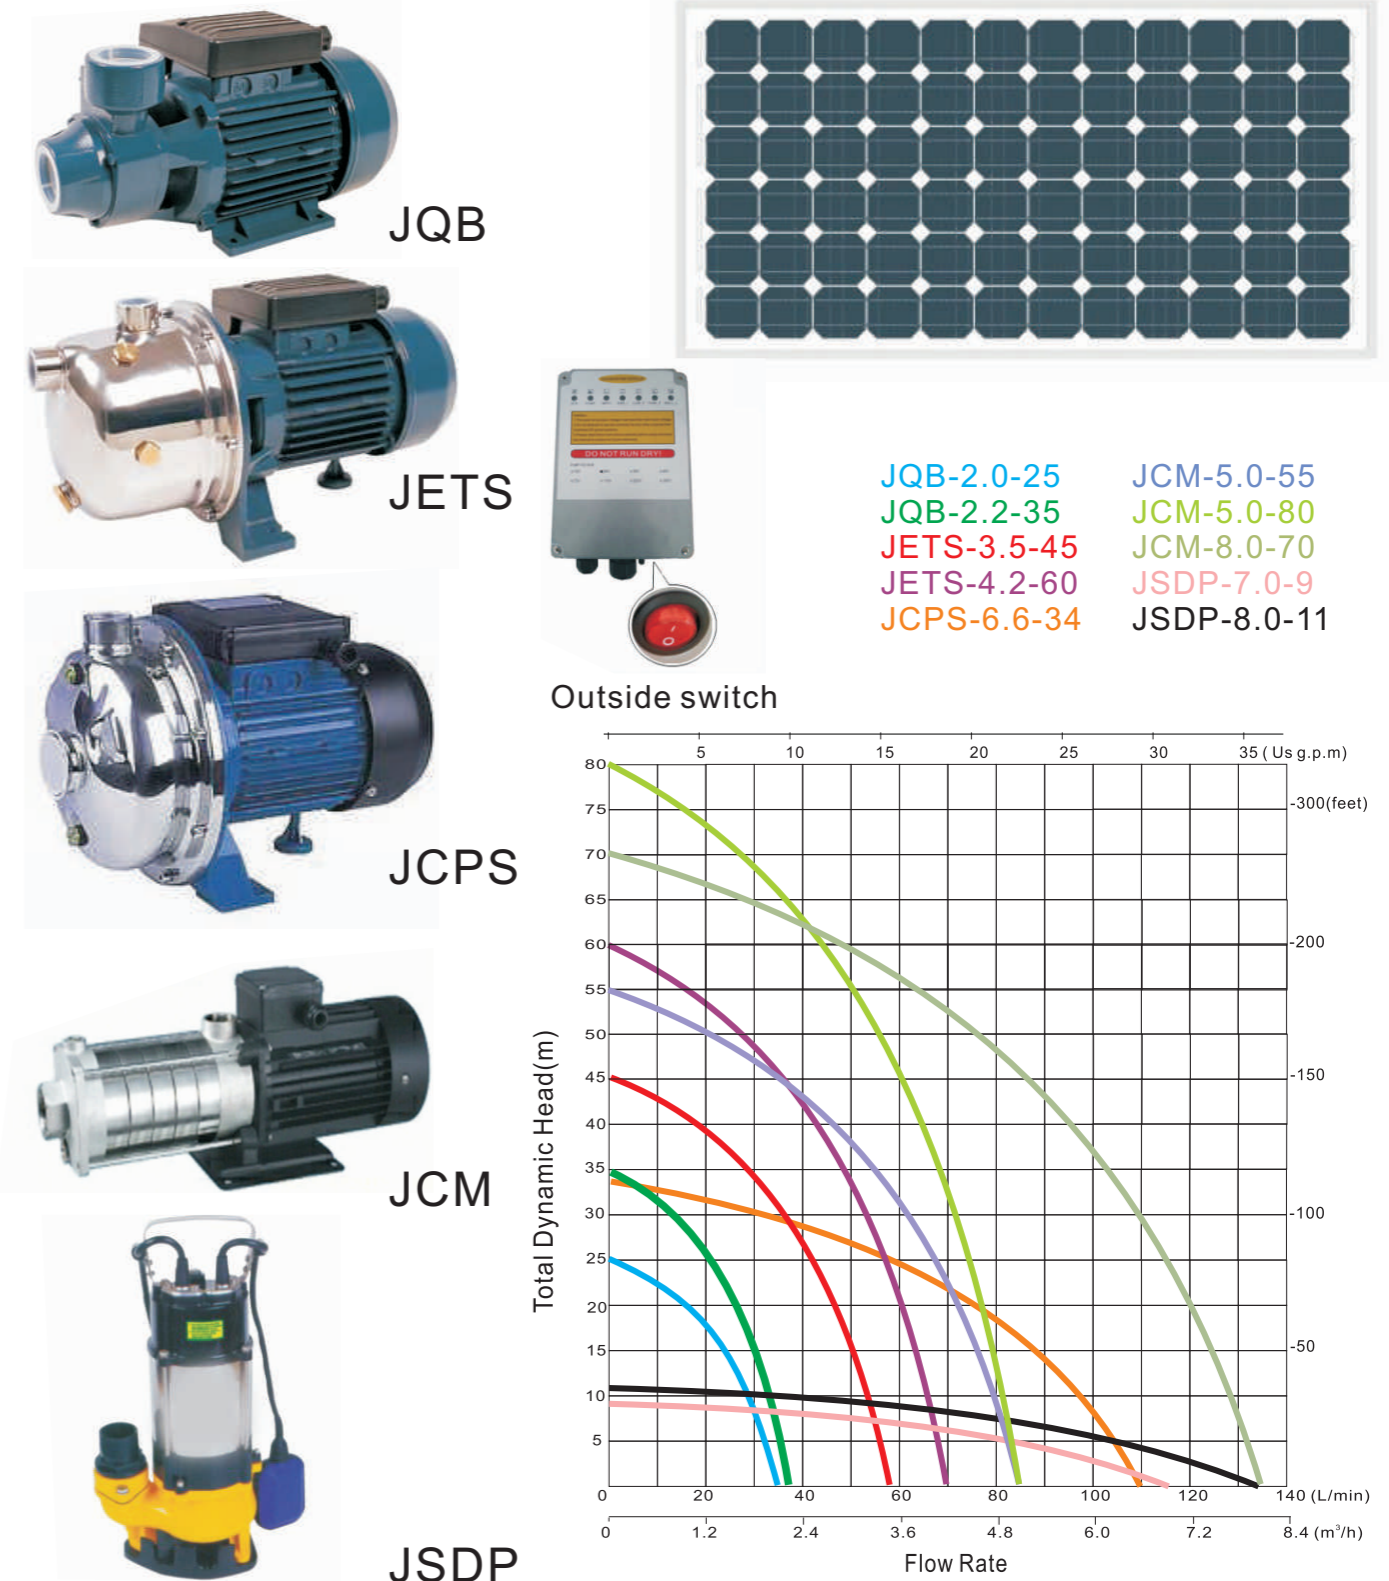 JQB
JETS
JCPS
JCM
JSDP
DO NOT RUN DRY!
Outside switch
JQB-2.0-25 JCM-5.0-55
JQB-2.2-35 JCM-5.0-80
JETS-3.5-45 JCM-8.0-70
JETS-4.2-60 JSDP-7.0-9
JCPS-6.6-34 JSDP-8.0-11
5 10 15 20 25 30 35 (Us g.p.m)
80
75
70
65
60
55
50
45
40
35
30
25
20
15
10
5
Total Dynamic Head(m)
-300(feet)
-200
-150
-100
-50
0 20 40 60 80 100 120 140 (L/min)
0 1.2 2.4 3.6 4.8 6.0 7.2 8.4 (m³/h)
Flow Rate